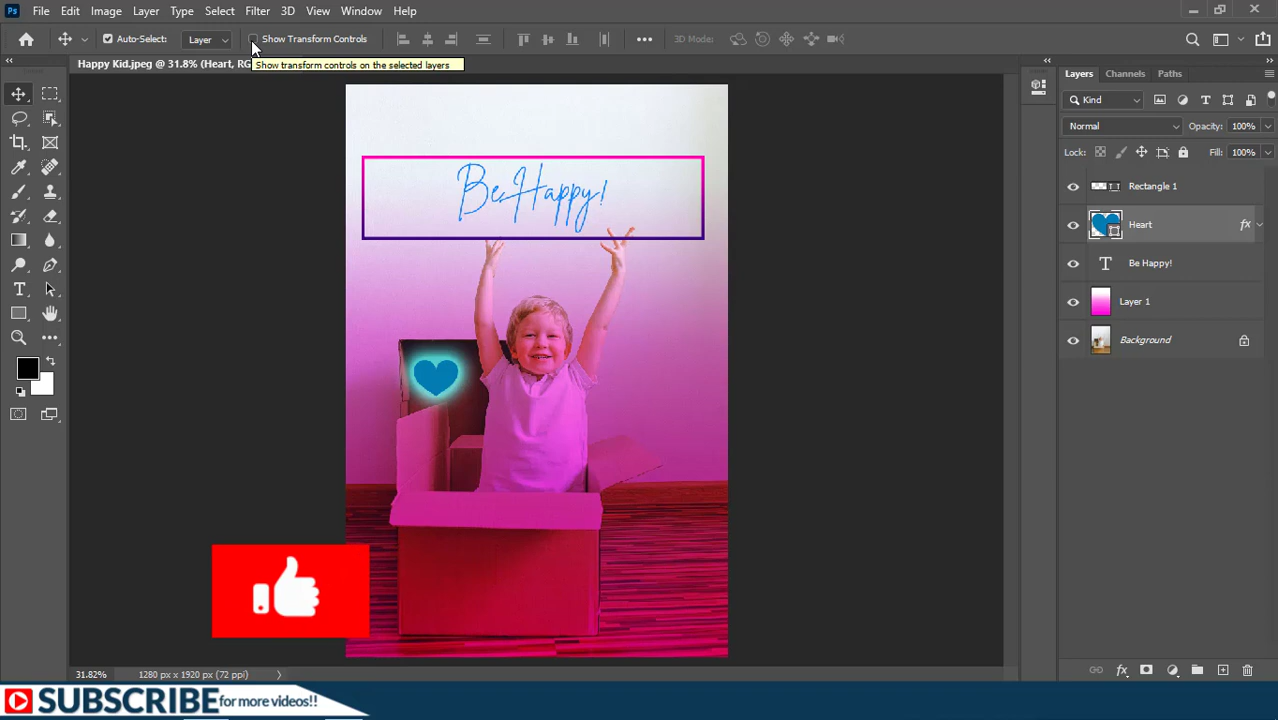 Ps File Edit Image Layer Type Select Filter 3D View Window Help
Auto-Select: Layer Show Transform Controls 3D Mode:
Show transform controls on the selected layers
Happy Kid.jpeg @ 31.8% (Heart, RG
Layers Channels Paths
Kind
Normal Opacity: 100%
Lock: Fill: 100%
Rectangle 1
Heart fx
Be Happy!
Layer 1
Background
Be Happy!
31.82% 1280 px x 1920 px (72 ppi)
fx
SUBSCRIBE for more videos!!